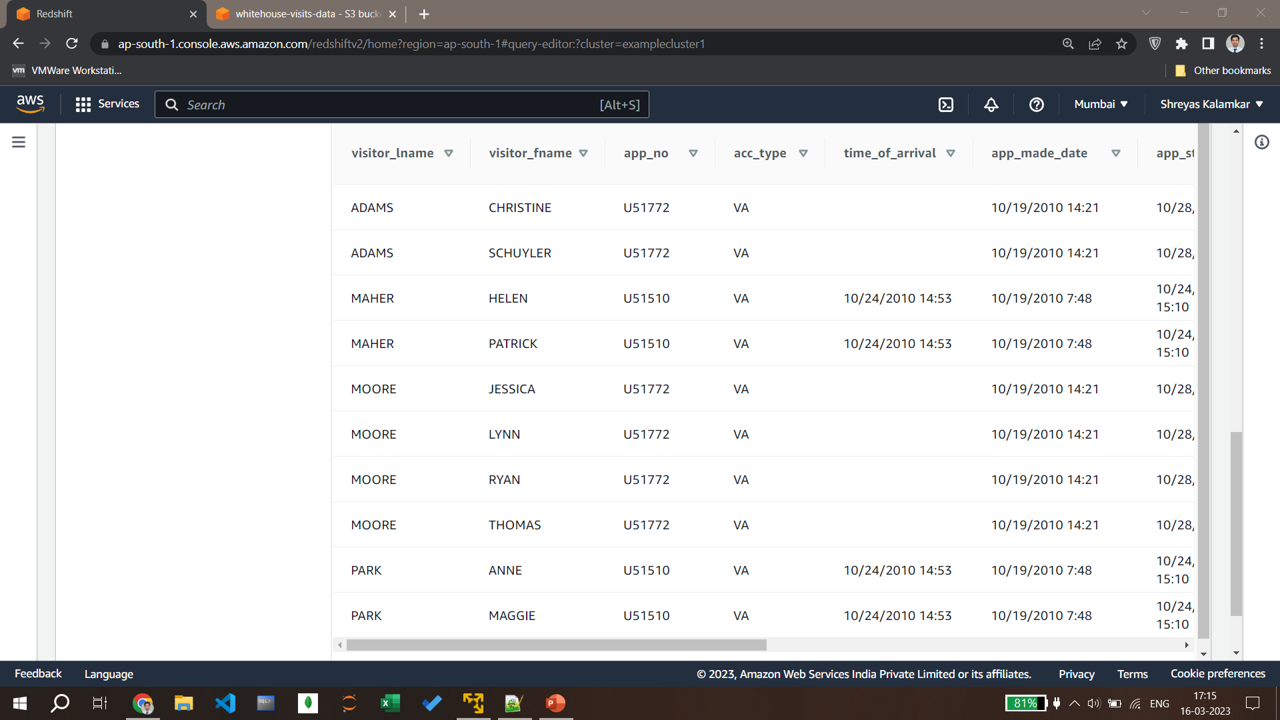 Redshift
whitehouse-visits-data - S3 buck
ap-south-1.console.aws.amazon.com/redshiftv2/home?region=ap-south-1#query-editor:?cluster=examplecluster1
vm VMWare Workstati...
Other bookmarks
aws Services Search [Alt+S] Mumbai Shreyas Kalamkar
visitor_lname visitor_fname app_no acc_type time_of_arrival app_made_date app_st
ADAMS CHRISTINE U51772 VA 10/19/2010 14:21 10/28,
ADAMS SCHUYLER U51772 VA 10/19/2010 14:21 10/28,
MAHER HELEN U51510 VA 10/24/2010 14:53 10/19/2010 7:48 10/24,
15:10
MAHER PATRICK U51510 VA 10/24/2010 14:53 10/19/2010 7:48 10/24,
15:10
MOORE JESSICA U51772 VA 10/19/2010 14:21 10/28,
MOORE LYNN U51772 VA 10/19/2010 14:21 10/28,
MOORE RYAN U51772 VA 10/19/2010 14:21 10/28,
MOORE THOMAS U51772 VA 10/19/2010 14:21 10/28,
PARK ANNE U51510 VA 10/24/2010 14:53 10/19/2010 7:48 10/24,
15:10
PARK MAGGIE U51510 VA 10/24/2010 14:53 10/19/2010 7:48 10/24,
15:10
Feedback Language © 2023, Amazon Web Services India Private Limited or its affiliates. Privacy Terms Cookie preferences
81% ENG 17:15
16-03-2023